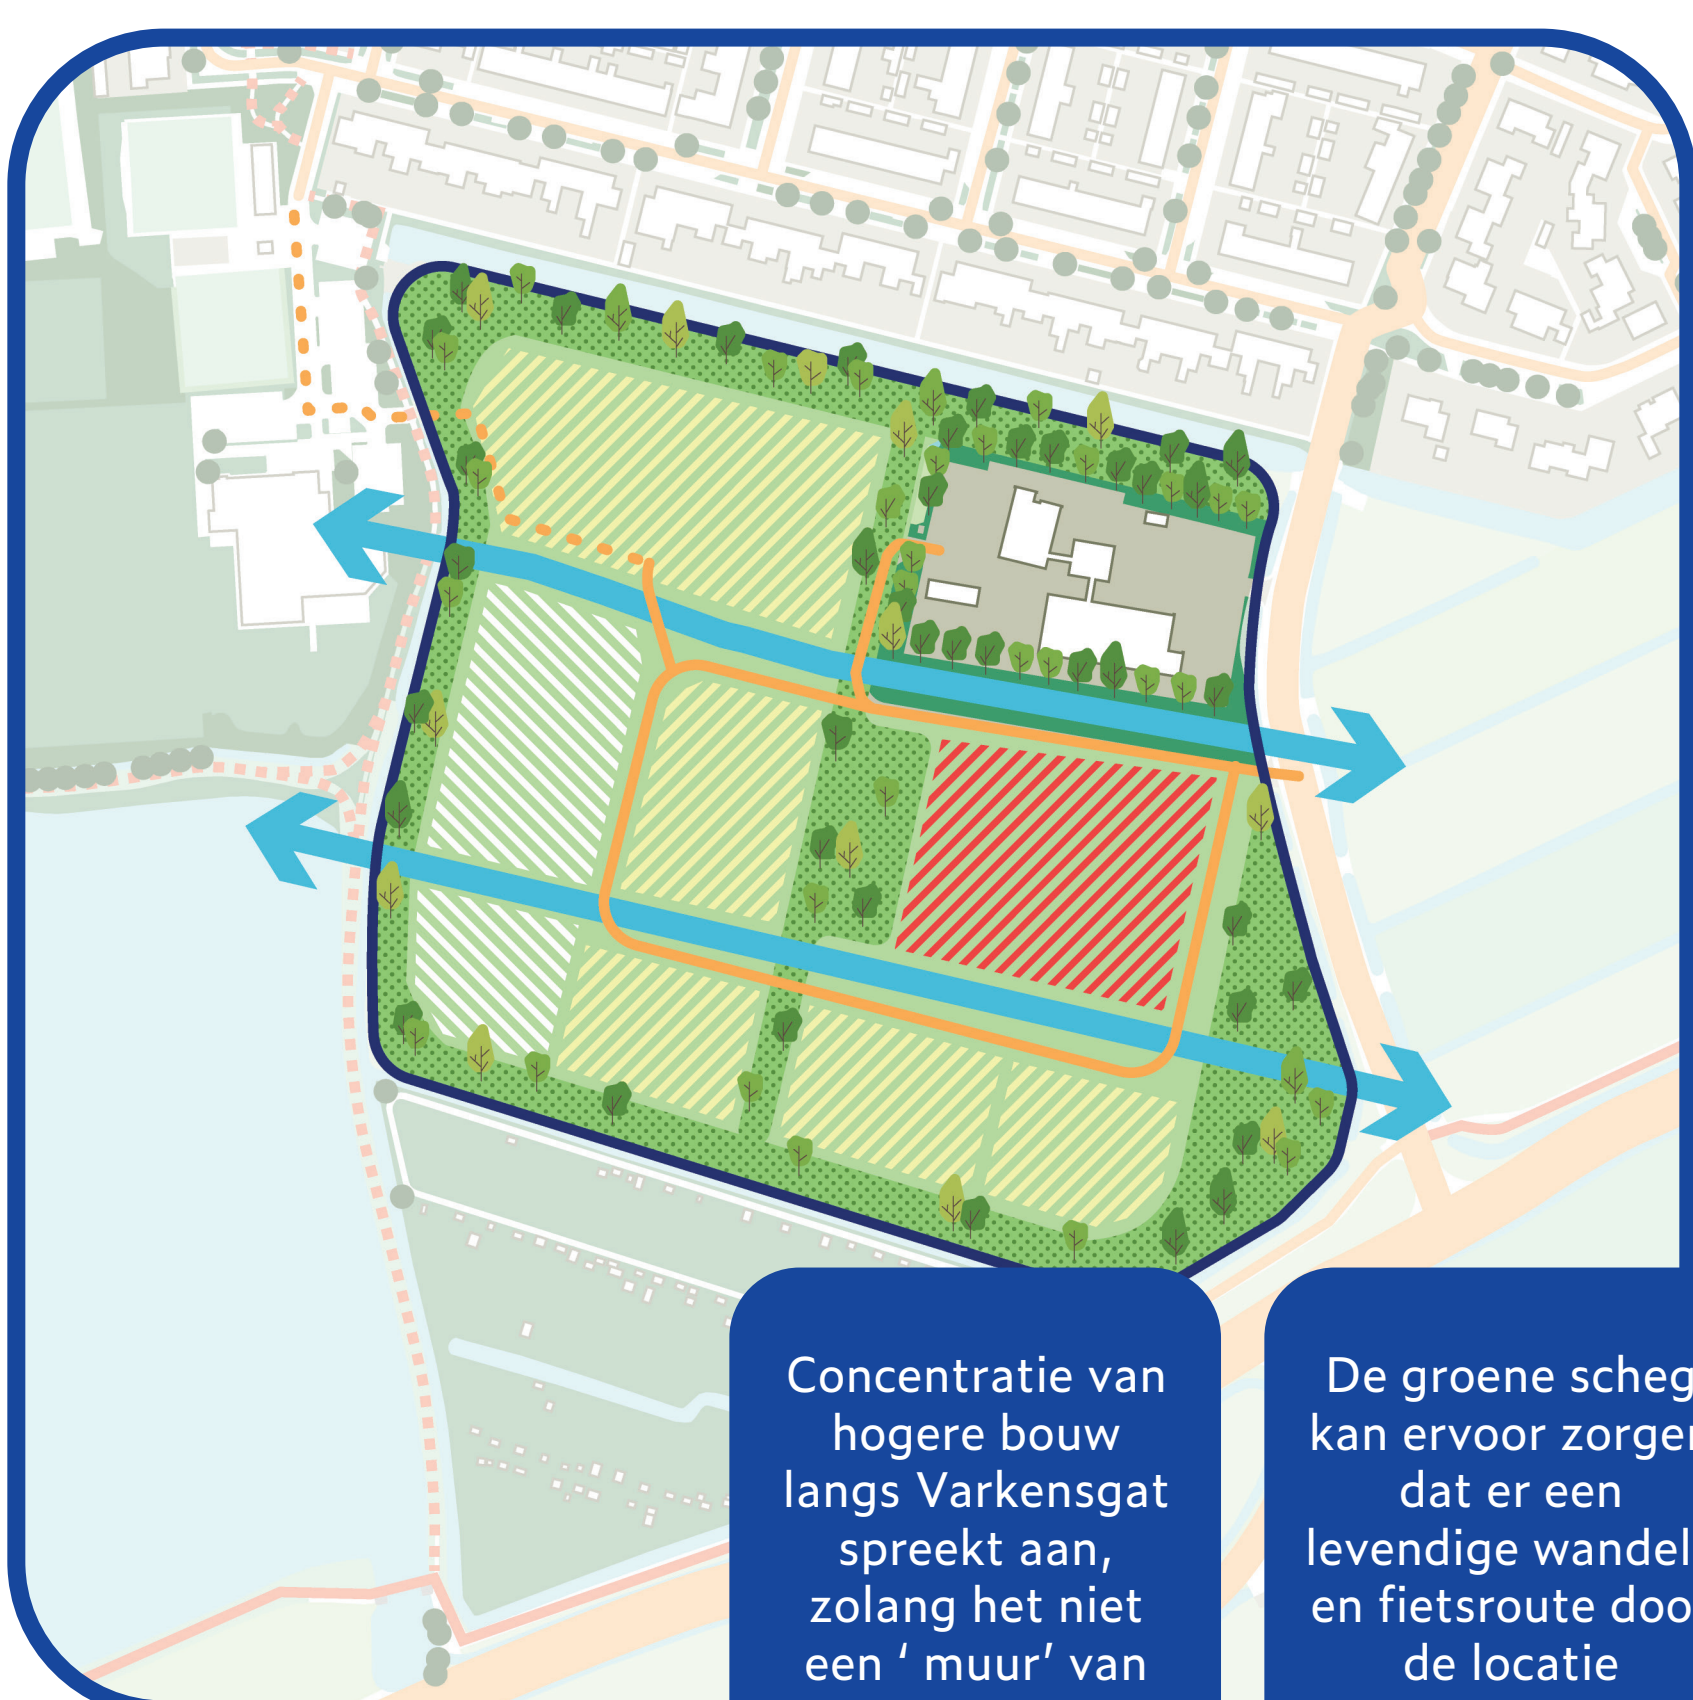 Concentratie van
hogere bouw
langs Varkensgat
spreekt aan,
zolang het niet
een ‘ muur’ van
De groene scheg
kan ervoor zorgen
dat er een
levendige wandel
en fietsroute doo
de locatie